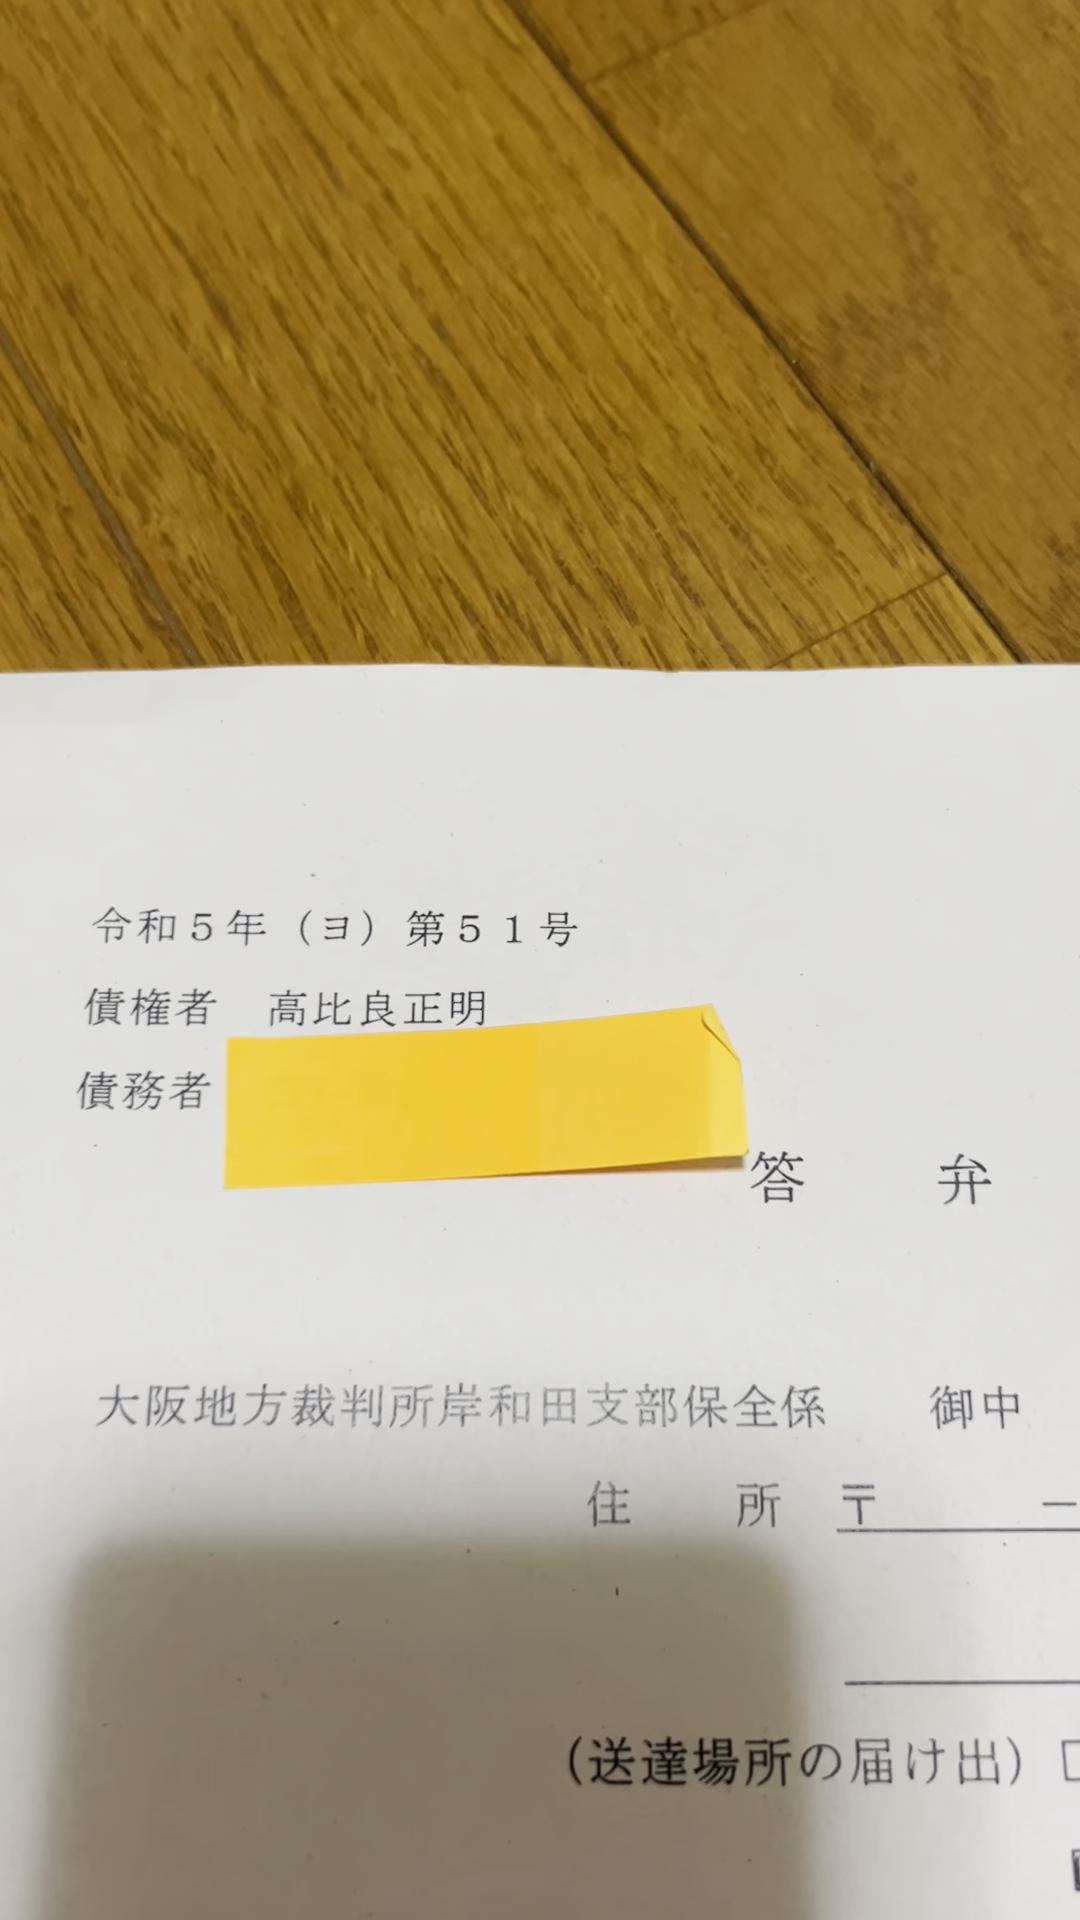 令和５年（ヨ）第５１号
債権者　高比良正明
債務者
答　弁
大阪地方裁判所岸和田支部保全係　御中
住　所　〒　　－
（送達場所の届け出）□